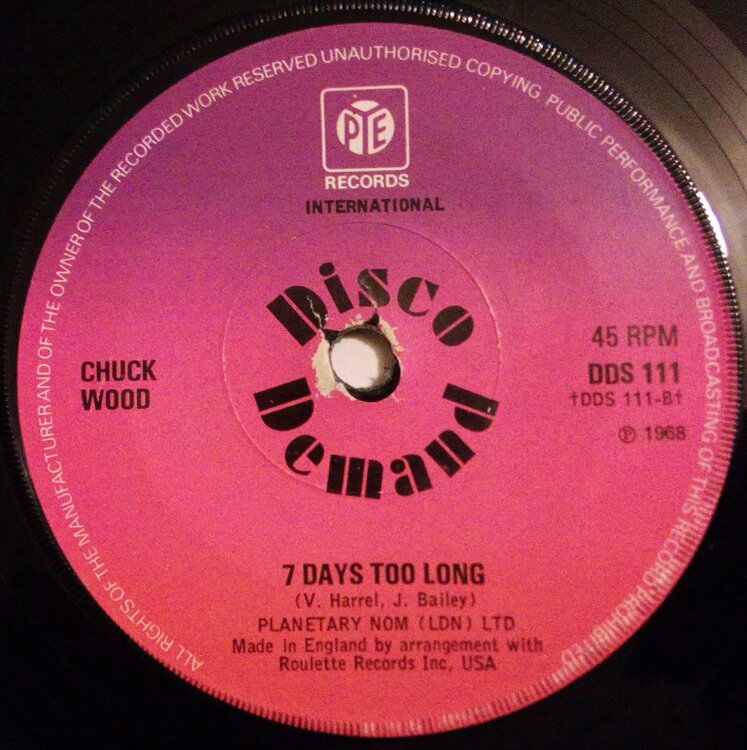 ALL RIGHTS OF THE MANUFACTURER AND OF THE OWNER OF THE RECORDED WORK RESERVED UNAUTHORISED COPYING PUBLIC PERFORMANCE AND BROADCASTING OF THIS RECORD PROHIBITED
PYE
RECORDS
INTERNATIONAL
Disco
Demand
CHUCK
WOOD
45 RPM
DDS 111
†DDS 111-B†
℗ 1968
7 DAYS TOO LONG
(V. Harrel, J. Bailey)
PLANETARY NOM (LDN) LTD
Made in England by arrangement with
Roulette Records Inc, USA